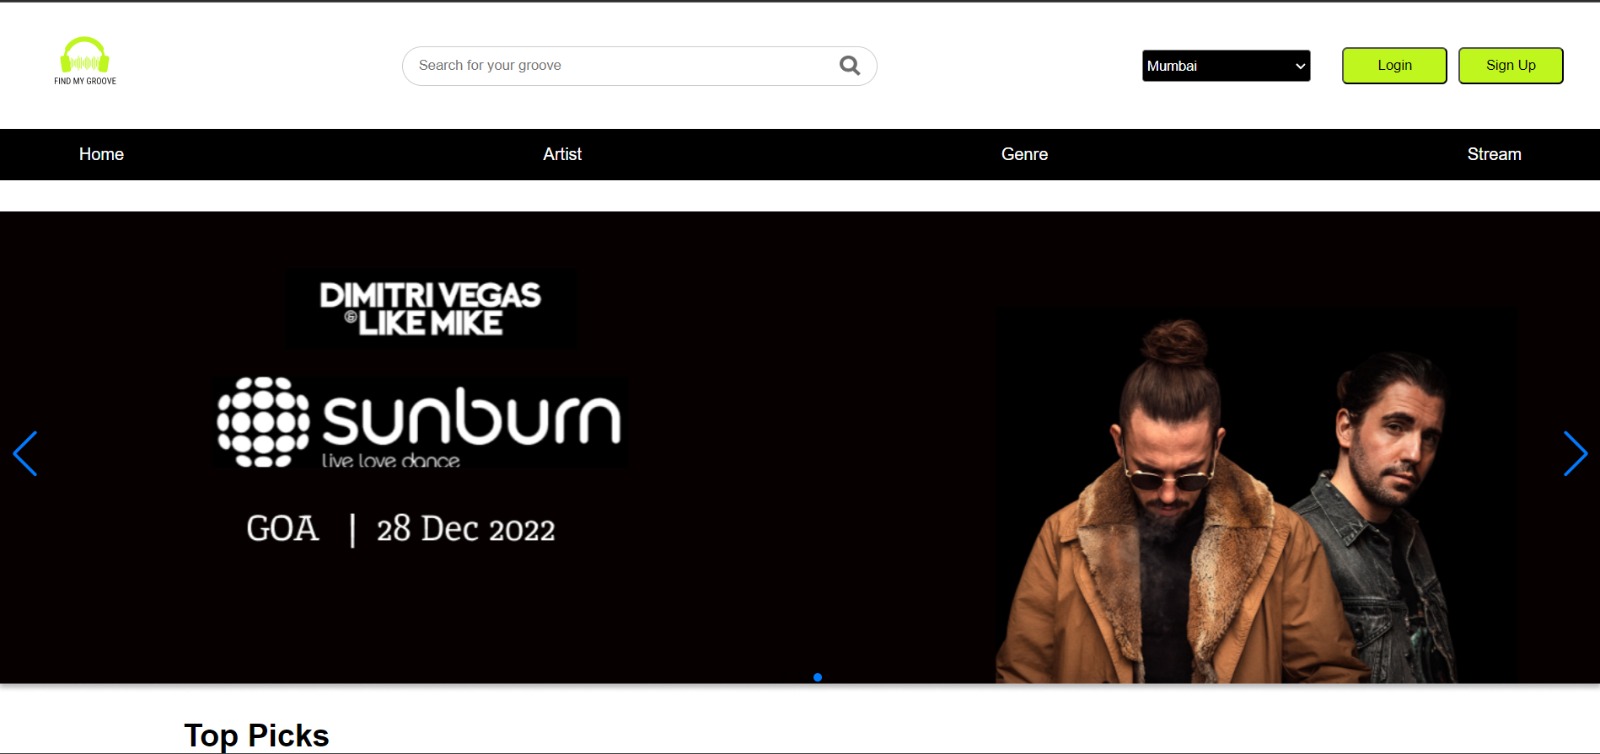 FIND MY GROOVE
Search for your groove
Mumbai
Login
Sign Up
Home
Artist
Genre
Stream
DIMITRI VEGAS
& LIKE MIKE
sunburn
live love dance
GOA | 28 Dec 2022
Top Picks